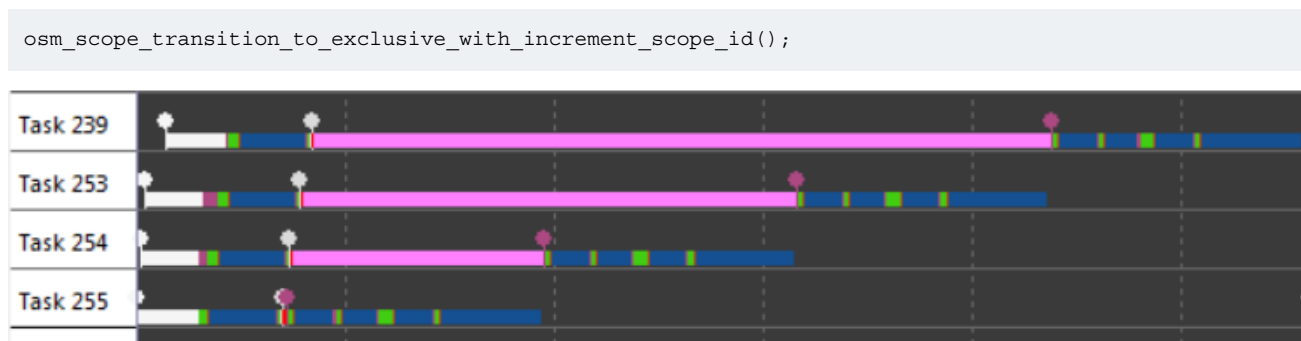 osm_scope_transition_to_exclusive_with_increment_scope_id();
Task 239
Task 253
Task 254
Task 255